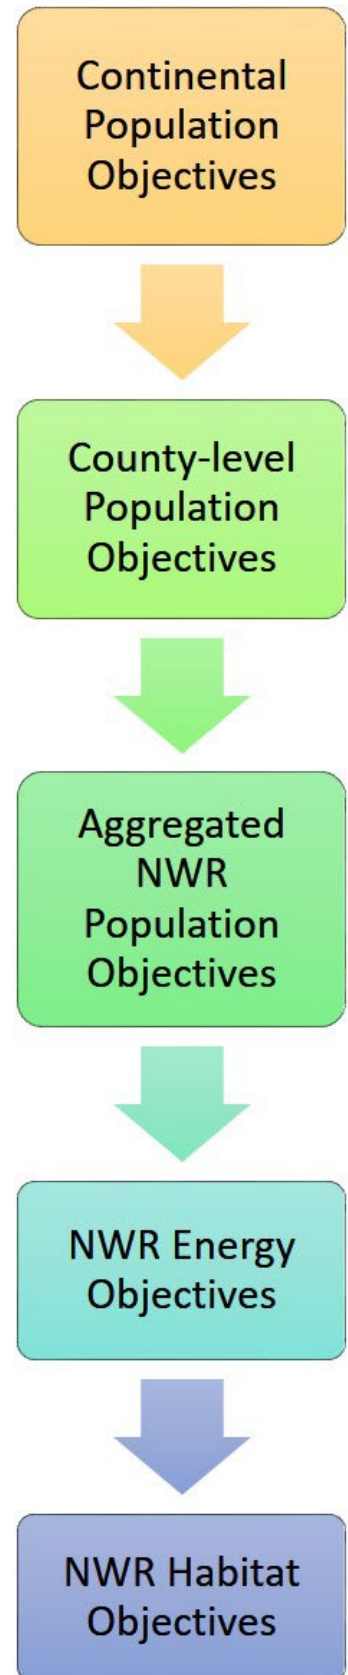 Continental
Population
Objectives
County-level
Population
Objectives
Aggregated
NWR
Population
Objectives
NWR Energy
Objectives
NWR Habitat
Objectives